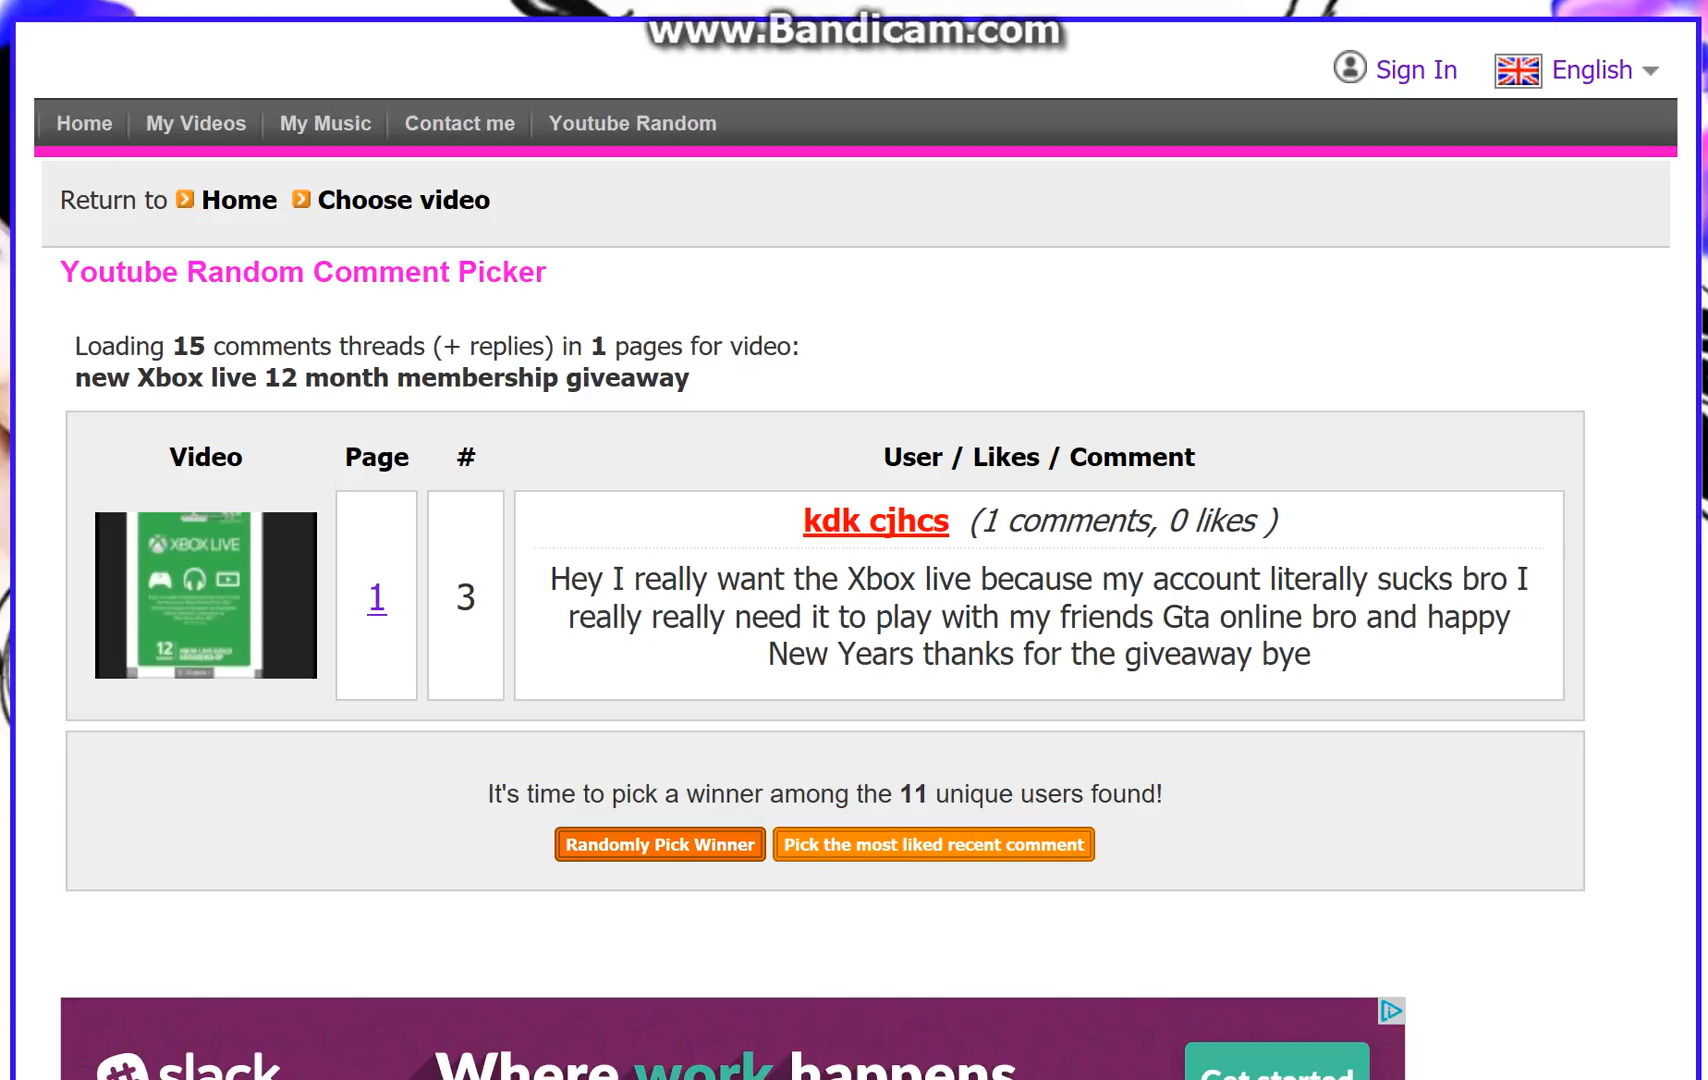 www.Bandicam.com
Sign In English
Home My Videos My Music Contact me Youtube Random
Return to Home Choose video
Youtube Random Comment Picker
Loading 15 comments threads (+ replies) in 1 pages for video:
new Xbox live 12 month membership giveaway
Video Page # User / Likes / Comment
XBOX LIVE
12
1
3
kdk cjhcs (1 comments, 0 likes )
Hey I really want the Xbox live because my account literally sucks bro I
really really need it to play with my friends Gta online bro and happy
New Years thanks for the giveaway bye
It's time to pick a winner among the 11 unique users found!
Randomly Pick Winner Pick the most liked recent comment
slack Where work happens Get started